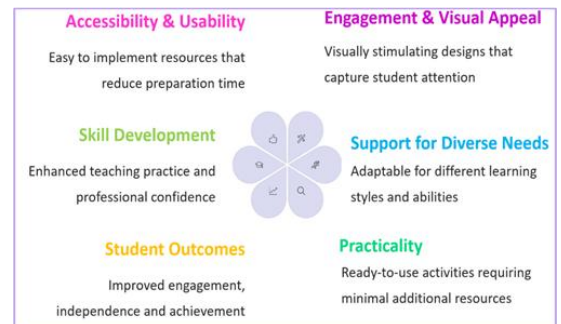 Accessibility & Usability
Easy to implement resources that
reduce preparation time
Engagement & Visual Appeal
Visually stimulating designs that
capture student attention
Skill Development
Enhanced teaching practice and
professional confidence
Support for Diverse Needs
Adaptable for different learning
styles and abilities
Student Outcomes
Improved engagement,
independence and achievement
Practicality
Ready-to-use activities requiring
minimal additional resources